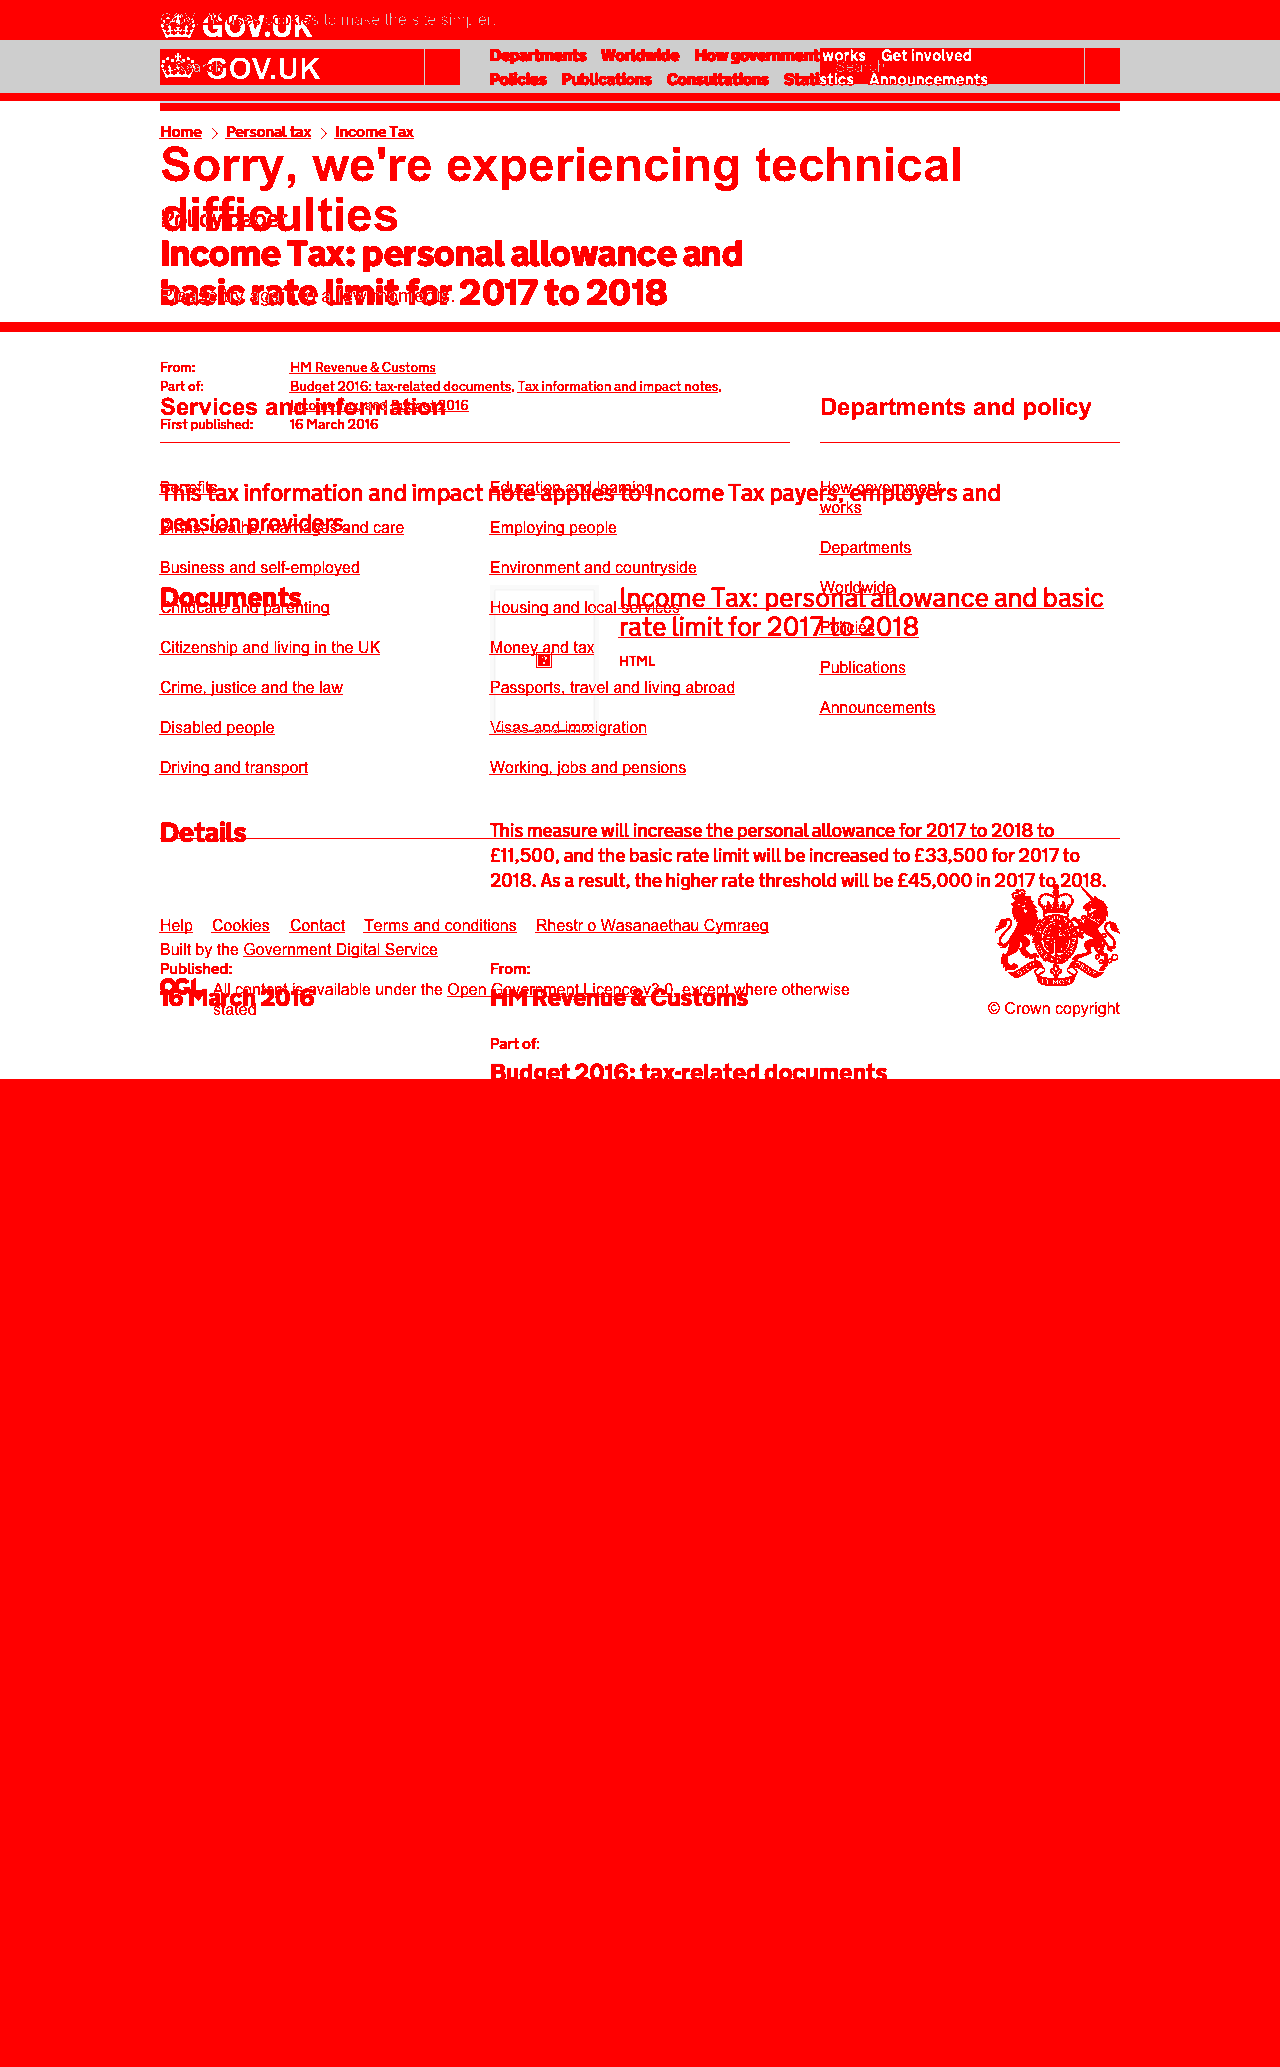 uses cookies to make the site simpler.
GOV.UK
GOV.UK
Search
Departments Worldwide How government works Get involved
Policies Publications Consultations Statistics Announcements
Search
Home > Personal tax > Income Tax
Sorry, we're experiencing technical
difficulties
Policy paper
Income Tax: personal allowance and
basic rate limit for 2017 to 2018
Please try again in a few moments.
From: HM Revenue & Customs
Part of: Budget 2016: tax-related documents, Tax information and impact notes,
and Budget 2016
Services and information
Departments and policy
First published: 16 March 2016
Benefits
Education and learning
How government
works
This tax information and impact note applies to Income Tax payers, employers and
pension providers.
Births, deaths, marriages and care
Employing people
Departments
Business and self-employed
Environment and countryside
Worldwide
Documents
Income Tax: personal allowance and basic
rate limit for 2017 to 2018
HTML
Childcare and parenting
Housing and local services
Policies
Citizenship and living in the UK
Money and tax
Publications
Crime, justice and the law
Passports, travel and living abroad
Announcements
Disabled people
Visas and immigration
Driving and transport
Working, jobs and pensions
Details
This measure will increase the personal allowance for 2017 to 2018 to
£11,500, and the basic rate limit will be increased to £33,500 for 2017 to
2018. As a result, the higher rate threshold will be £45,000 in 2017 to 2018.
Help Cookies Contact Terms and conditions Rhestr o Wasanaethau Cymraeg
Built by the Government Digital Service
Published:
16 March 2016
From:
HM Revenue & Customs
OGL
All content is available under the Open Government Licence v3.0, except where otherwise
stated
© Crown copyright
Part of:
Budget 2016: tax-related documents